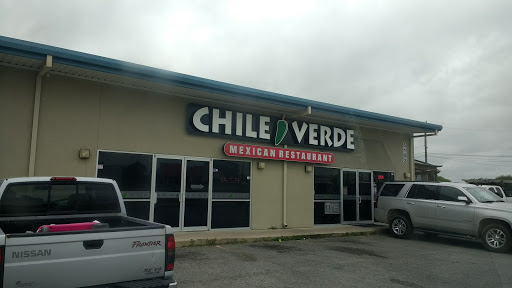 CHILE VERDE
MEXICAN RESTAURANT
NISSAN
FRONTIER